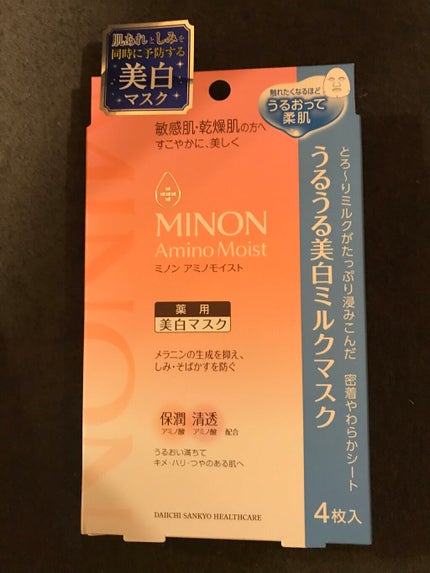 肌あれとしみを
同時に予防する
美白
マスク
触れたくなるほど
うるおって
柔肌
敏感肌・乾燥肌の方へ
すこやかに、美しく
MINON
Amino Moist
ミノン アミノモイスト
薬用
美白マスク
メラニンの生成を抑え、
しみ・そばかすを防ぐ
保潤 清透
アミノ酸 アミノ酸 配合
うるおい満ちて
キメ・ハリ・つやのある肌へ
DAIICHI SANKYO HEALTHCARE
とろ〜りミルクがたっぷり浸みこんだ 密着やわらかシート
うるうる美白ミルクマスク
4枚入
MINON